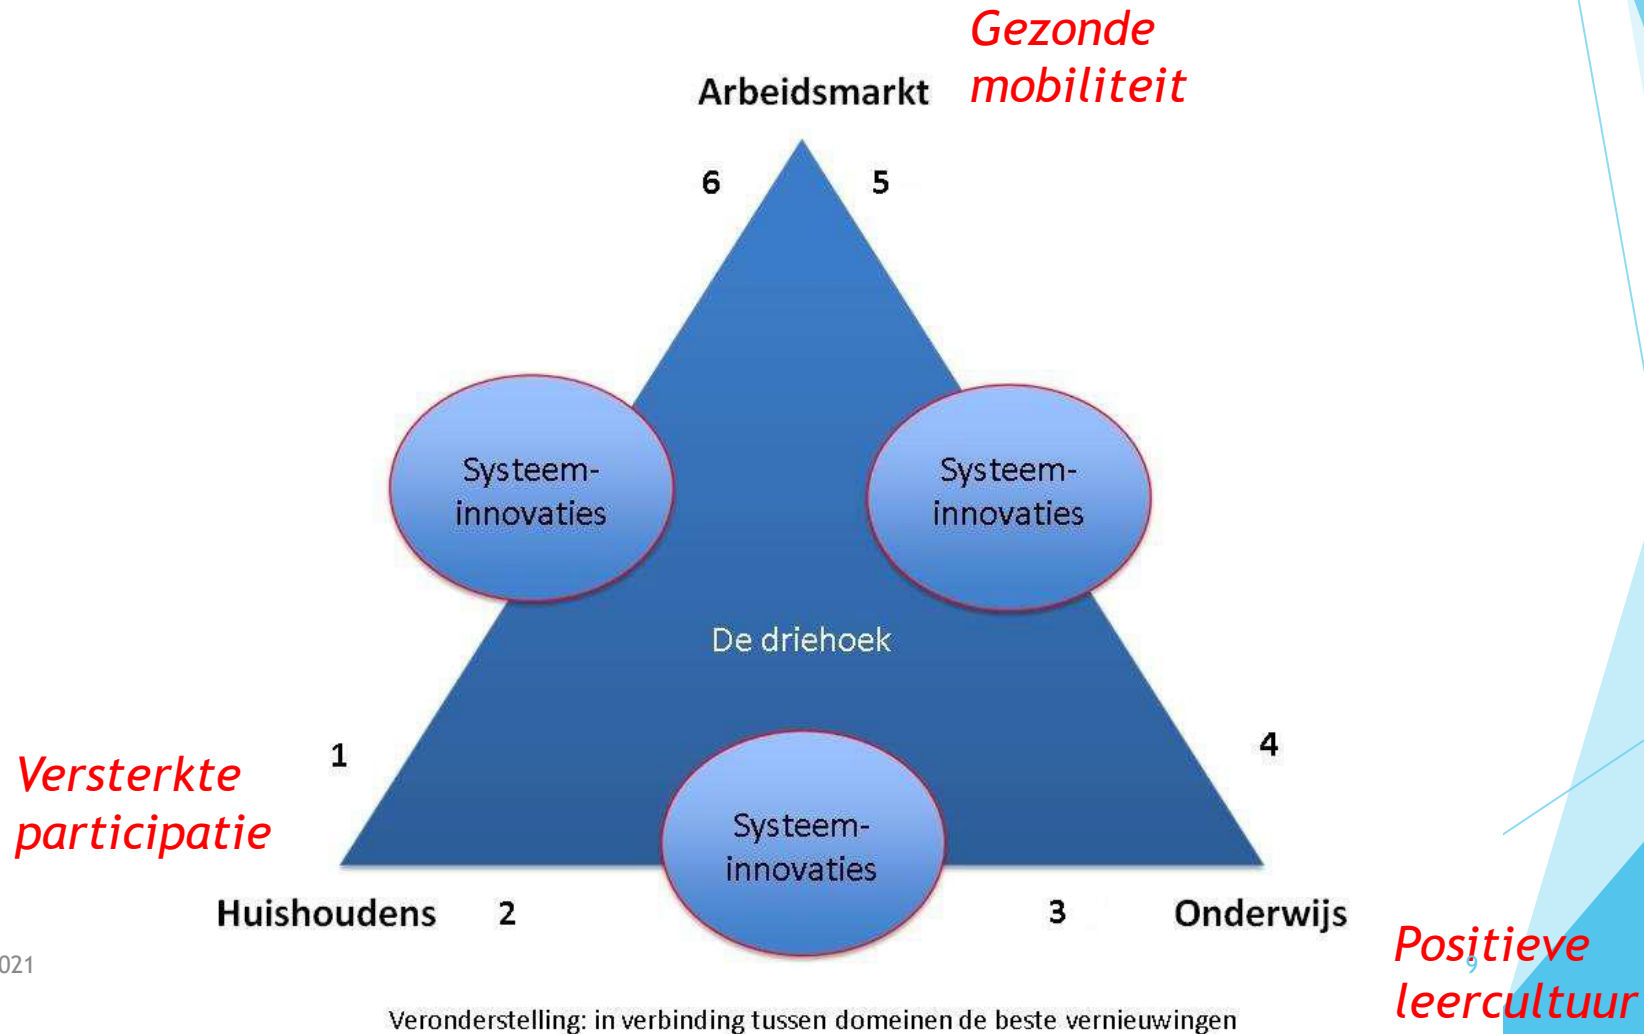 Gezonde
mobiliteit
Arbeidsmarkt
6
5
Systeem-
innovaties
Systeem-
innovaties
De driehoek
1
4
Versterkte
participatie
Systeem-
innovaties
Huishoudens
2
3
Onderwijs
Positieve
leercultuur
021
9
Veronderstelling: in verbinding tussen domeinen de beste vernieuwingen